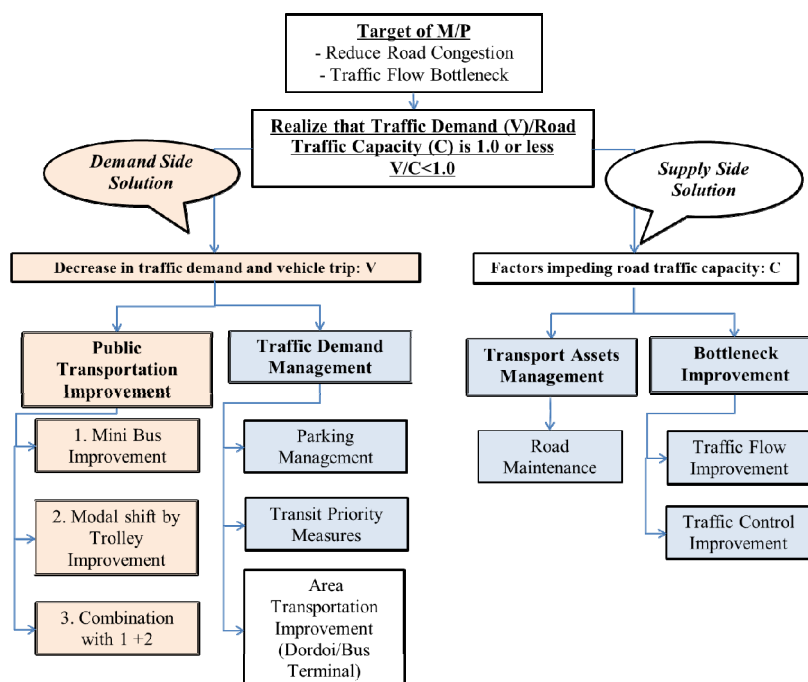 Target of M/P
- Reduce Road Congestion
- Traffic Flow Bottleneck
Realize that Traffic Demand (V)/Road
Traffic Capacity (C) is 1.0 or less
V/C<1.0
Demand Side
Solution
Supply Side
Solution
Decrease in traffic demand and vehicle trip: V
Factors impeding road traffic capacity: C
Public
Transportation
Improvement
Traffic Demand
Management
Transport Assets
Management
Bottleneck
Improvement
1. Mini Bus
Improvement
2. Modal shift by
Trolley
Improvement
3. Combination
with 1 +2
Parking
Management
Transit Priority
Measures
Area
Transportation
Improvement
(Dordoi/Bus
Terminal)
Road
Maintenance
Traffic Flow
Improvement
Traffic Control
Improvement